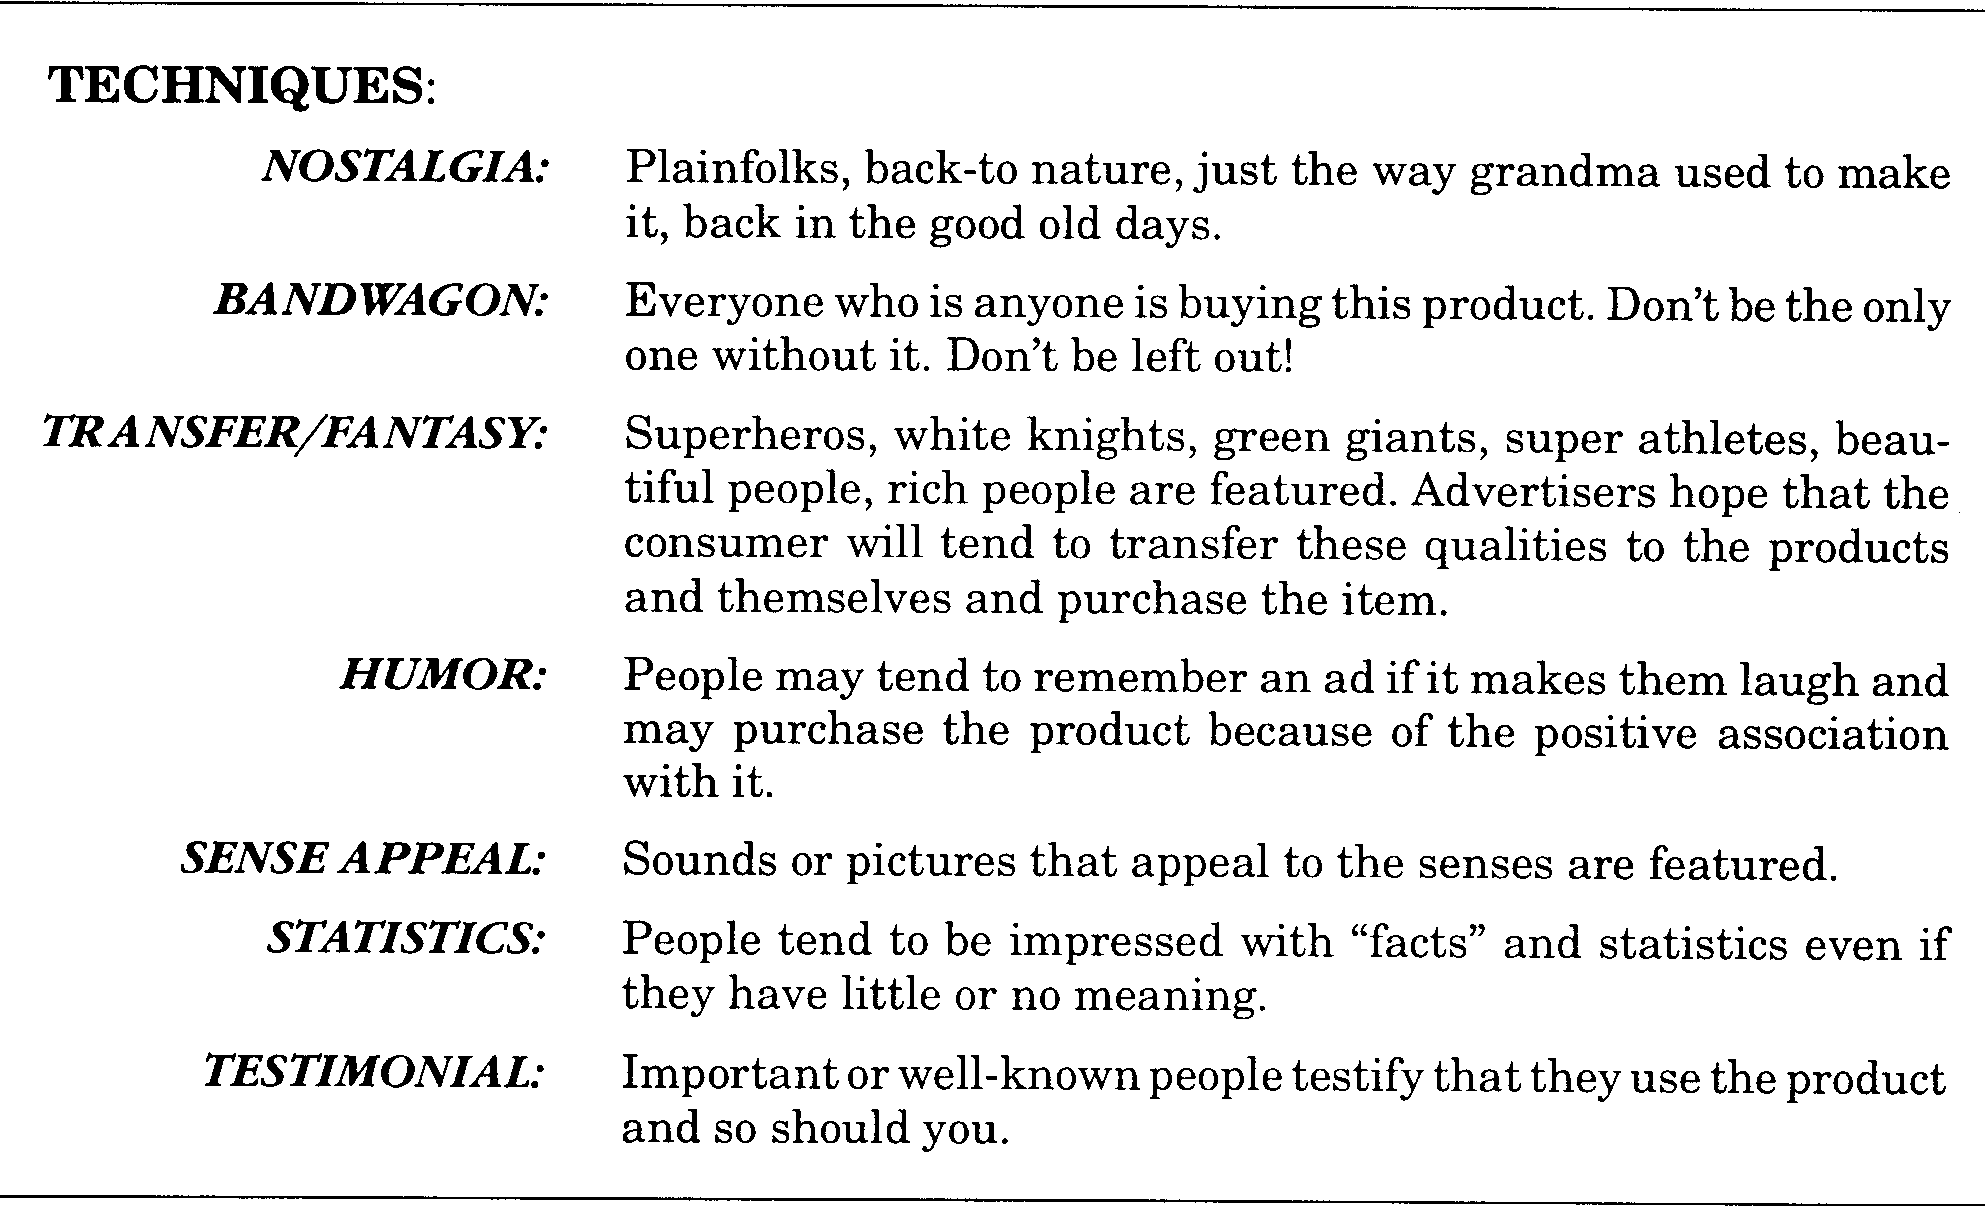 TECHNIQUES:
NOSTALGIA: Plainfolks, back-to nature, just the way grandma used to make
it, back in the good old days.
BANDWAGON: Everyone who is anyone is buying this product. Don't be the only
one without it. Don't be left out!
TRANSFER/FANTASY: Superheros, white knights, green giants, super athletes, beau-
tiful people, rich people are featured. Advertisers hope that the
consumer will tend to transfer these qualities to the products
and themselves and purchase the item.
HUMOR: People may tend to remember an ad if it makes them laugh and
may purchase the product because of the positive association
with it.
SENSE APPEAL: Sounds or pictures that appeal to the senses are featured.
STATISTICS: People tend to be impressed with “facts” and statistics even if
they have little or no meaning.
TESTIMONIAL: Important or well-known people testify that they use the product
and so should you.